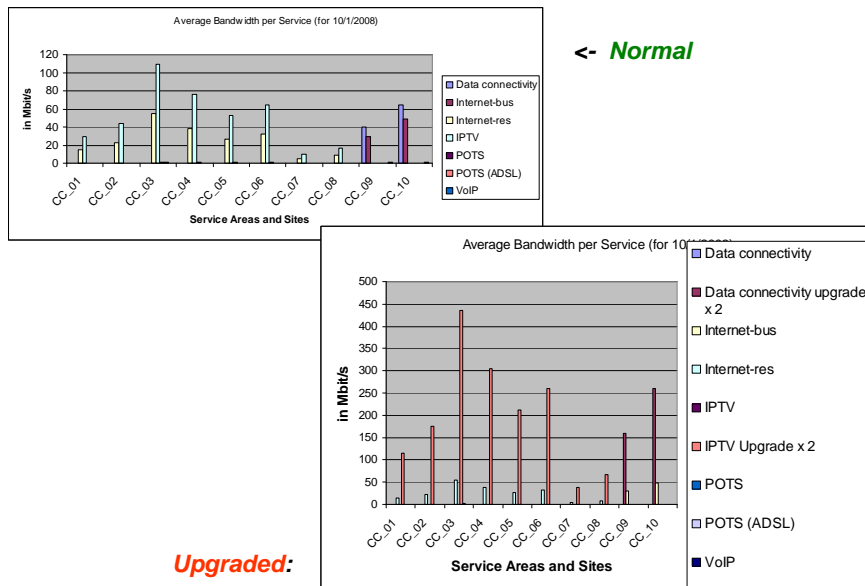 Average Bandwidth per Service (for 10/1/2008)
<- Normal
120
100
80
60
40
20
0
in Mbit/s
CC_01
CC_02
CC_03
CC_04
CC_05
CC_06
CC_07
CC_08
CC_09
CC_10
Service Areas and Sites
Data connectivity
Internet-bus
Internet-res
IPTV
POTS
POTS (ADSL)
VoIP
Average Bandwidth per Service (for 10/1/2008)
500
450
400
350
300
250
200
150
100
50
0
in Mbit/s
CC_01
CC_02
CC_03
CC_04
CC_05
CC_06
CC_07
CC_08
CC_09
CC_10
Service Areas and Sites
Data connectivity
Data connectivity upgrade
x 2
Internet-bus
Internet-res
IPTV
IPTV Upgrade x 2
POTS
POTS (ADSL)
VoIP
Upgraded: